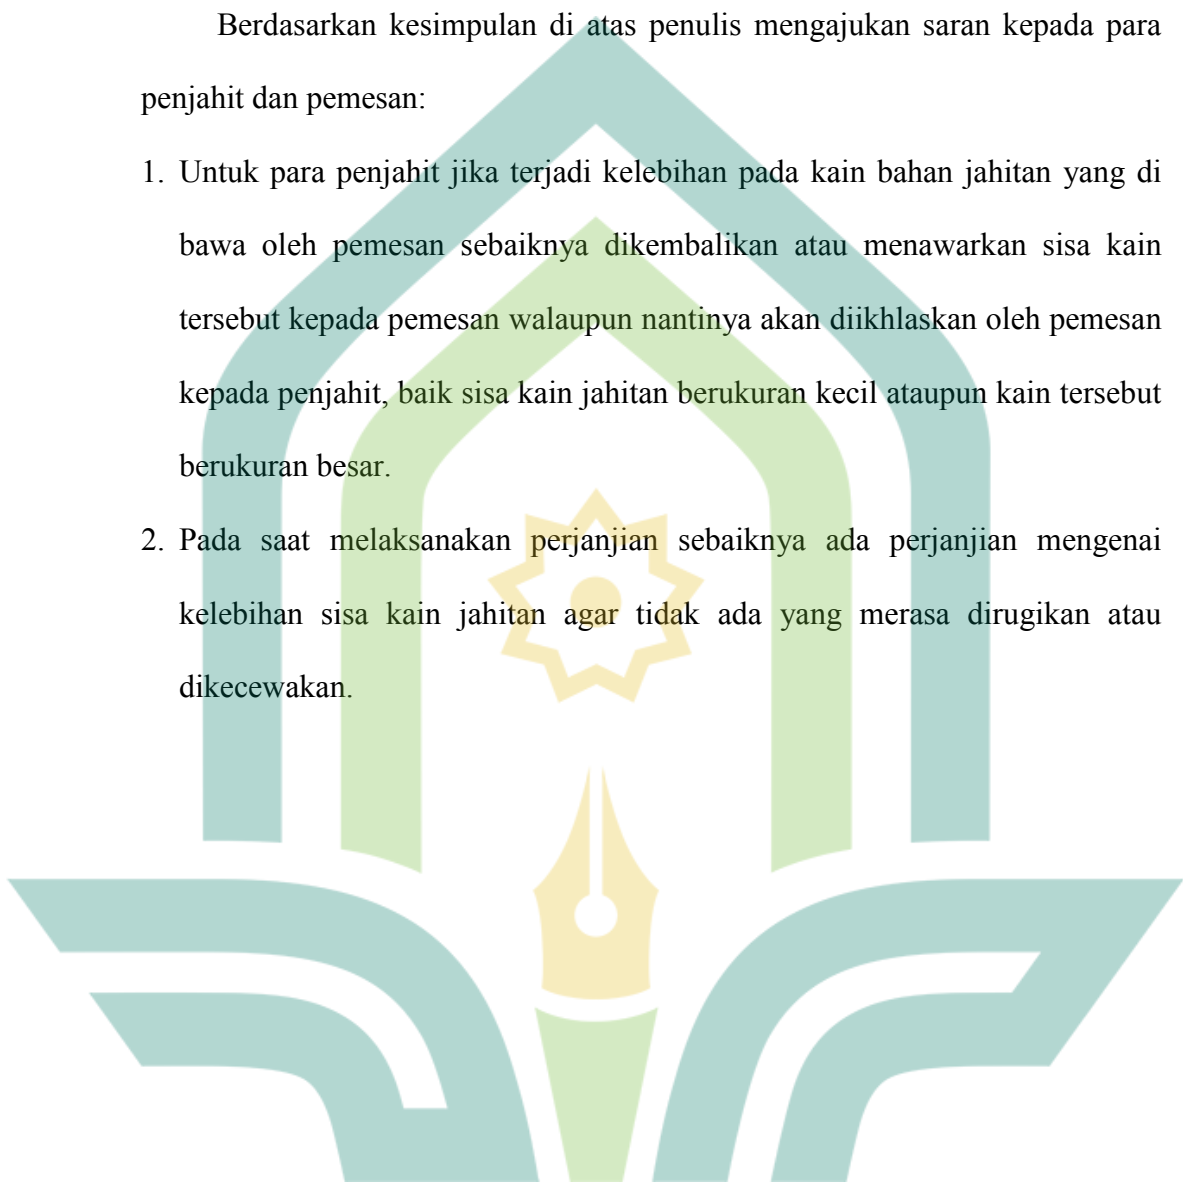 Berdasarkan kesimpulan di atas penulis mengajukan saran kepada para
penjahit dan pemesan:
1. Untuk para penjahit jika terjadi kelebihan pada kain bahan jahitan yang di
bawa oleh pemesan sebaiknya dikembalikan atau menawarkan sisa kain
tersebut kepada pemesan walaupun nantinya akan diikhlaskan oleh pemesan
kepada penjahit, baik sisa kain jahitan berukuran kecil ataupun kain tersebut
berukuran besar.
2. Pada saat melaksanakan perjanjian sebaiknya ada perjanjian mengenai
kelebihan sisa kain jahitan agar tidak ada yang merasa dirugikan atau
dikecewakan.